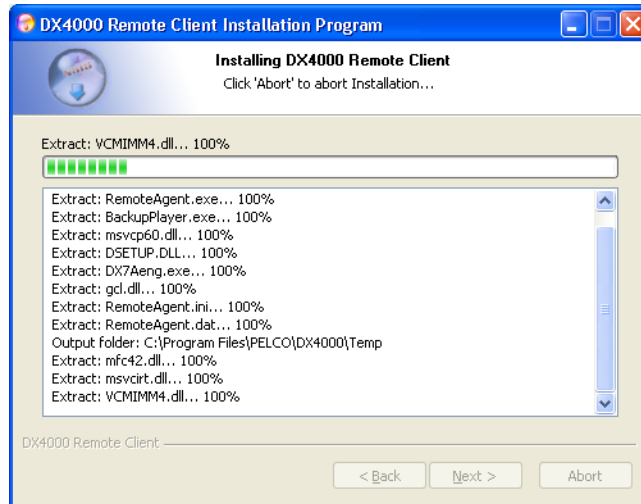 DX4000 Remote Client Installation Program
Installing DX4000 Remote Client
Click 'Abort' to abort Installation...
Extract: VCMIMM4.dll... 100%
Extract: RemoteAgent.exe... 100%
Extract: BackupPlayer.exe... 100%
Extract: msvcp60.dll... 100%
Extract: DSETUP.DLL... 100%
Extract: DX7Aeng.exe... 100%
Extract: gcl.dll... 100%
Extract: RemoteAgent.ini... 100%
Extract: RemoteAgent.dat... 100%
Output folder: C:\Program Files\PELCO\DX4000\Temp
Extract: mfc42.dll... 100%
Extract: msvcirt.dll... 100%
Extract: VCMIMM4.dll... 100%
DX4000 Remote Client
< Back Next > Abort